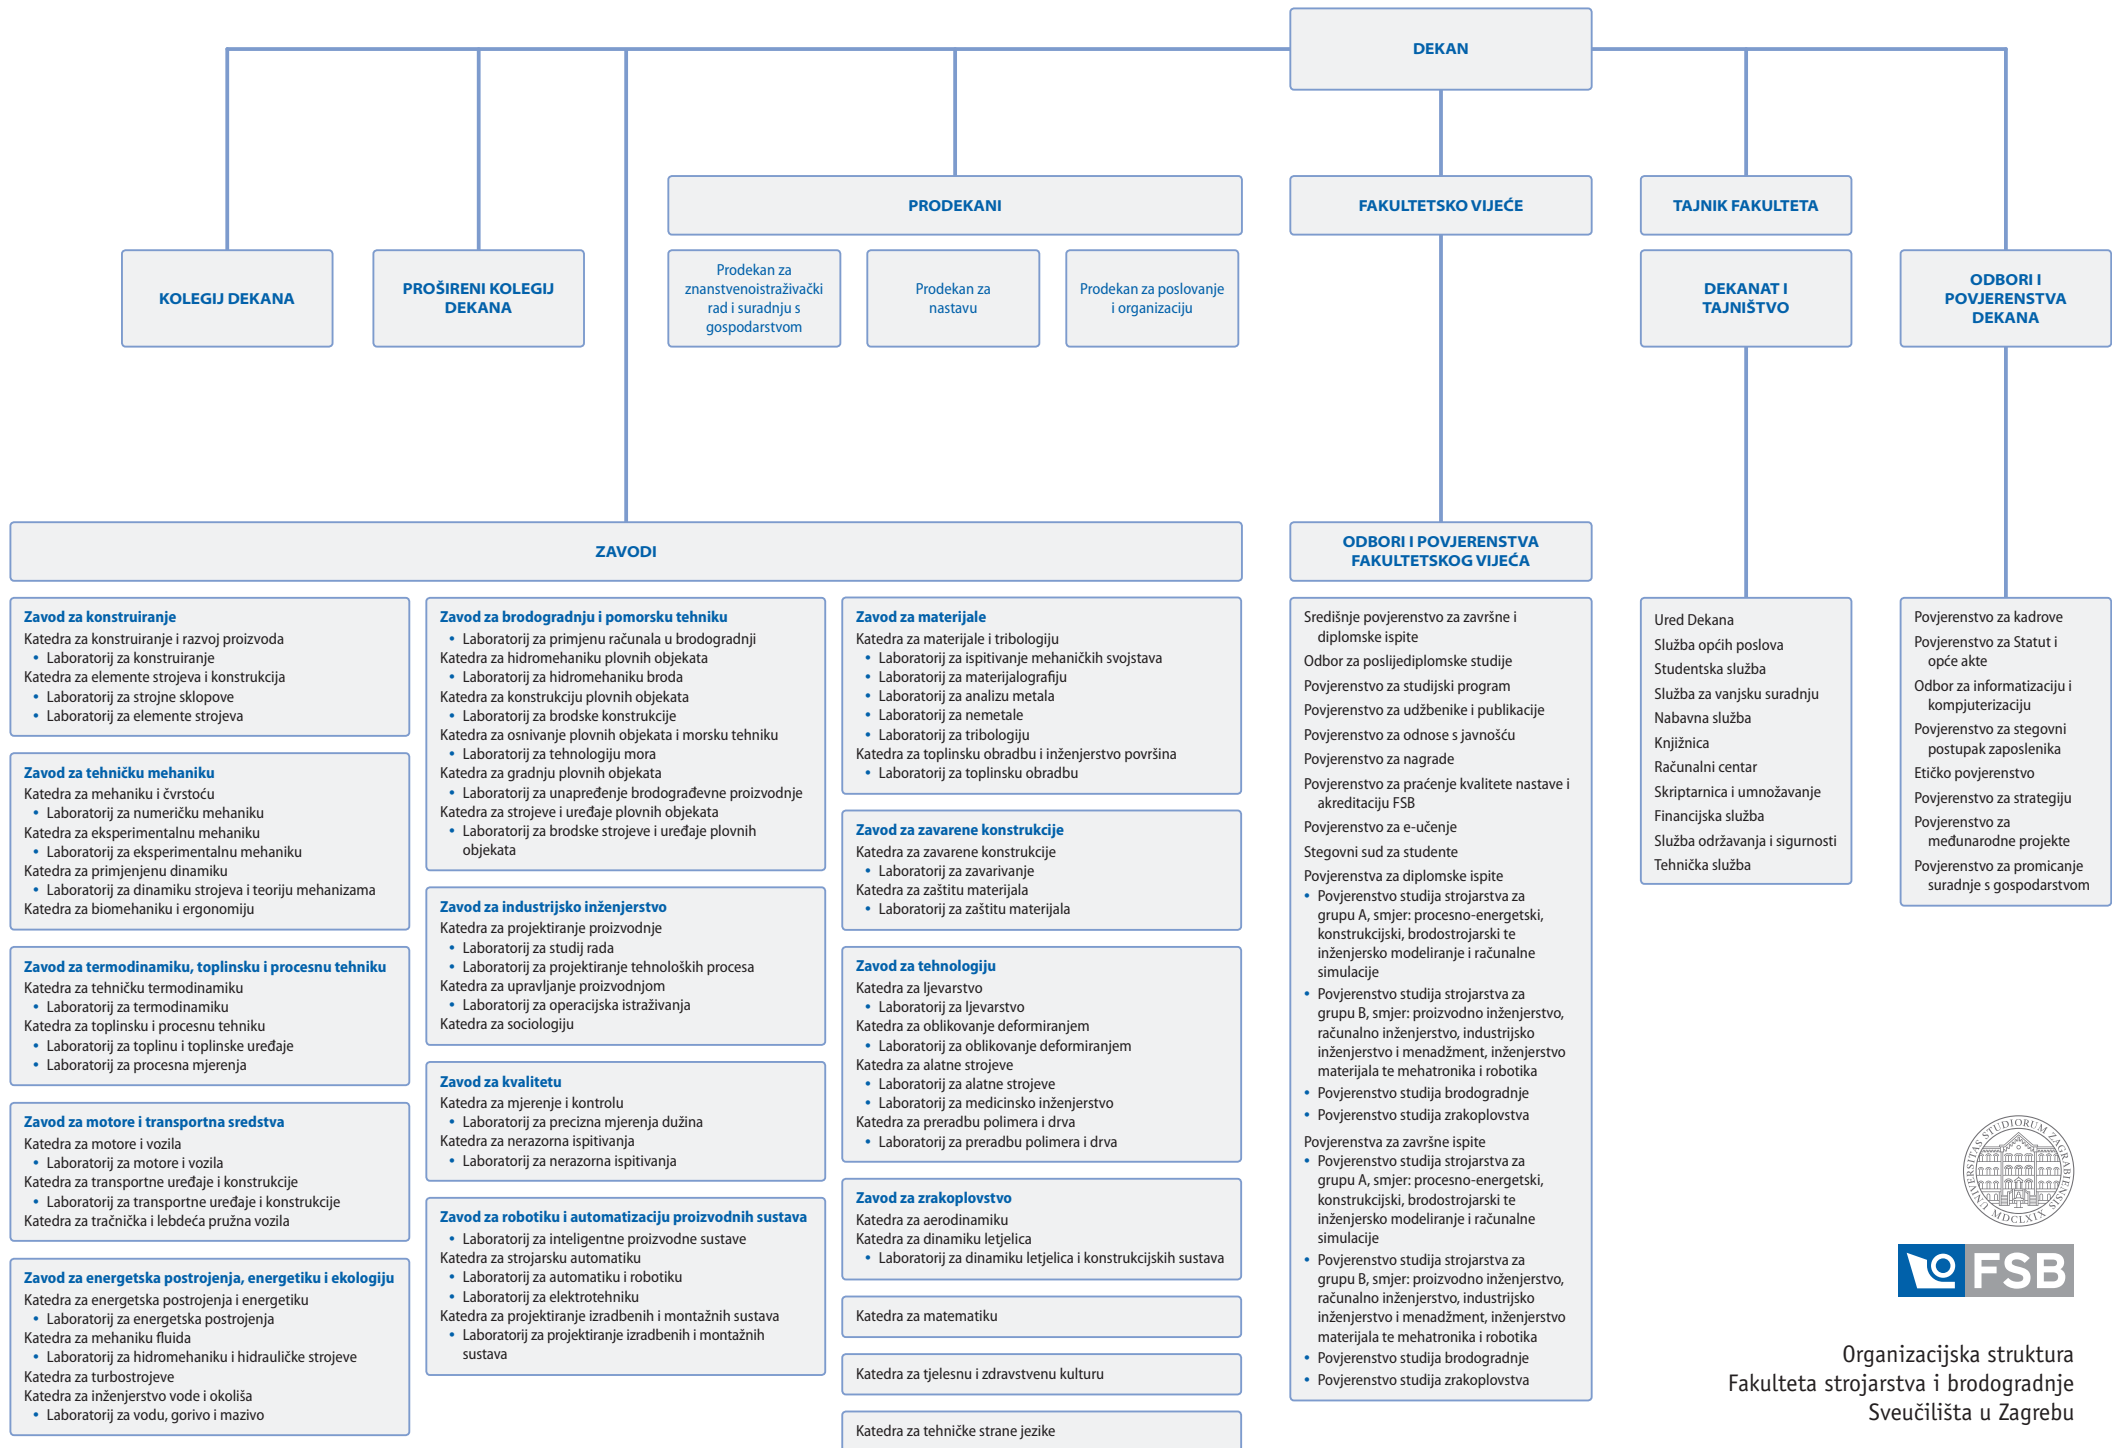 DEKAN
PRODEKANI
FAKULTETSKO VIJEĆE
TAJNIK FAKULTETA
KOLEGIJ DEKANA
PROŠIRENI KOLEGIJ
DEKANA
Prodekan za
znanstvenoistraživački
rad i suradnju s
gospodarstvom
Prodekan za
nastavu
Prodekan za poslovanje
i organizaciju
DEKANAT I
TAJNIŠTVO
ODBORI I
POVJERENSTVA
DEKANA
ZAVODI
ODBORI I POVJERENSTVA
FAKULTETSKOG VIJEĆA
Zavod za konstruiranje
Katedra za konstruiranje i razvoj proizvoda
• Laboratorij za konstruiranje
Katedra za elemente strojeva i konstrukcija
• Laboratorij za strojne sklopove
• Laboratorij za elemente strojeva
Zavod za tehničku mehaniku
Katedra za mehaniku i čvrstoću
• Laboratorij za numeričku mehaniku
Katedra za eksperimentalnu mehaniku
• Laboratorij za eksperimentalnu mehaniku
Katedra za primjenjenu dinamiku
• Laboratorij za dinamiku strojeva i teoriju mehanizama
Katedra za biomehaniku i ergonomiju
Zavod za termodinamiku, toplinsku i procesnu tehniku
Katedra za tehničku termodinamiku
• Laboratorij za termodinamiku
Katedra za toplinsku i procesnu tehniku
• Laboratorij za toplinu i toplinske uređaje
• Laboratorij za procesna mjerenja
Zavod za motore i transportna sredstva
Katedra za motore i vozila
• Laboratorij za motore i vozila
Katedra za transportne uređaje i konstrukcije
• Laboratorij za transportne uređaje i konstrukcije
Katedra za tračnička i lebdeća pružna vozila
Zavod za energetska postrojenja, energetiku i ekologiju
Katedra za energetska postrojenja i energetiku
• Laboratorij za energetska postrojenja
Katedra za mehaniku fluida
• Laboratorij za hidromehaniku i hidrauličke strojeve
Katedra za turbostrojeve
Katedra za inženjerstvo vode i okoliša
• Laboratorij za vodu, gorivo i mazivo
Zavod za brodogradnju i pomorsku tehniku
• Laboratorij za primjenu računala u brodogradnji
Katedra za hidromehaniku plovnih objekata
• Laboratorij za hidromehaniku broda
Katedra za konstrukciju plovnih objekata
• Laboratorij za brodske konstrukcije
Katedra za osnivanje plovnih objekata i morsku tehniku
• Laboratorij za tehnologiju mora
Katedra za gradnju plovnih objekata
• Laboratorij za unapređenje brodograđevne proizvodnje
Katedra za strojeve i uređaje plovnih objekata
• Laboratorij za brodske strojeve i uređaje plovnih
objekata
Zavod za industrijsko inženjerstvo
Katedra za projektiranje proizvodnje
• Laboratorij za studij rada
• Laboratorij za projektiranje tehnoloških procesa
Katedra za upravljanje proizvodnjom
• Laboratorij za operacijska istraživanja
Katedra za sociologiju
Zavod za kvalitetu
Katedra za mjerenje i kontrolu
• Laboratorij za precizna mjerenja dužina
Katedra za nerazorna ispitivanja
• Laboratorij za nerazorna ispitivanja
Zavod za robotiku i automatizaciju proizvodnih sustava
• Laboratorij za inteligentne proizvodne sustave
Katedra za strojarsku automatiku
• Laboratorij za automatiku i robotiku
• Laboratorij za elektrotehniku
Katedra za projektiranje izradbenih i montažnih sustava
• Laboratorij za projektiranje izradbenih i montažnih
sustava
Zavod za materijale
Katedra za materijale i tribologiju
• Laboratorij za ispitivanje mehaničkih svojstava
• Laboratorij za materijalografiju
• Laboratorij za analizu metala
• Laboratorij za nemetale
• Laboratorij za tribologiju
Katedra za toplinsku obradbu i inženjerstvo površina
• Laboratorij za toplinsku obradbu
Zavod za zavarene konstrukcije
Katedra za zavarene konstrukcije
• Laboratorij za zavarivanje
Katedra za zaštitu materijala
• Laboratorij za zaštitu materijala
Zavod za tehnologiju
Katedra za ljevarstvo
• Laboratorij za ljevarstvo
Katedra za oblikovanje deformiranjem
• Laboratorij za oblikovanje deformiranjem
Katedra za alatne strojeve
• Laboratorij za alatne strojeve
• Laboratorij za medicinsko inženjerstvo
Katedra za preradbu polimera i drva
• Laboratorij za preradbu polimera i drva
Zavod za zrakoplovstvo
Katedra za aerodinamiku
Katedra za dinamiku letjelica
• Laboratorij za dinamiku letjelica i konstrukcijskih sustava
Katedra za matematiku
Katedra za tjelesnu i zdravstvenu kulturu
Katedra za tehničke strane jezike
Središnje povjerenstvo za završne i
diplomske ispite
Odbor za poslijediplomske studije
Povjerenstvo za studijski program
Povjerenstvo za udžbenike i publikacije
Povjerenstvo za odnose s javnošću
Povjerenstvo za nagrade
Povjerenstvo za praćenje kvalitete nastave i
akreditaciju FSB
Povjerenstvo za e-učenje
Stegovni sud za studente
Povjerenstva za diplomske ispite
• Povjerenstvo studija strojarstva za
grupu A, smjer: procesno-energetski,
konstrukcijski, brodostrojarski te
inženjersko modeliranje i računalne
simulacije
• Povjerenstvo studija strojarstva za
grupu B, smjer: proizvodno inženjerstvo,
računalno inženjerstvo, industrijsko
inženjerstvo i menadžment, inženjerstvo
materijala te mehatronika i robotika
• Povjerenstvo studija brodogradnje
• Povjerenstvo studija zrakoplovstva
Povjerenstva za završne ispite
• Povjerenstvo studija strojarstva za
grupu A, smjer: procesno-energetski,
konstrukcijski, brodostrojarski te
inženjersko modeliranje i računalne
simulacije
• Povjerenstvo studija strojarstva za
grupu B, smjer: proizvodno inženjerstvo,
računalno inženjerstvo, industrijsko
inženjerstvo i menadžment, inženjerstvo
materijala te mehatronika i robotika
• Povjerenstvo studija brodogradnje
• Povjerenstvo studija zrakoplovstva
Ured Dekana
Služba općih poslova
Studentska služba
Služba za vanjsku suradnju
Nabavna služba
Knjižnica
Računalni centar
Skriptarnica i umnožavanje
Financijska služba
Služba održavanja i sigurnosti
Tehnička služba
Povjerenstvo za kadrove
Povjerenstvo za Statut i
opće akte
Odbor za informatizaciju i
kompjuterizaciju
Povjerenstvo za stegovni
postupak zaposlenika
Etičko povjerenstvo
Povjerenstvo za strategiju
Povjerenstvo za
međunarodne projekte
Povjerenstvo za promicanje
suradnje s gospodarstvom
UNIVERSITAS STUDIORUM ZAGRABIENSIS
MDCLXIX
FSB
Organizacijska struktura
Fakulteta strojarstva i brodogradnje
Sveučilišta u Zagrebu